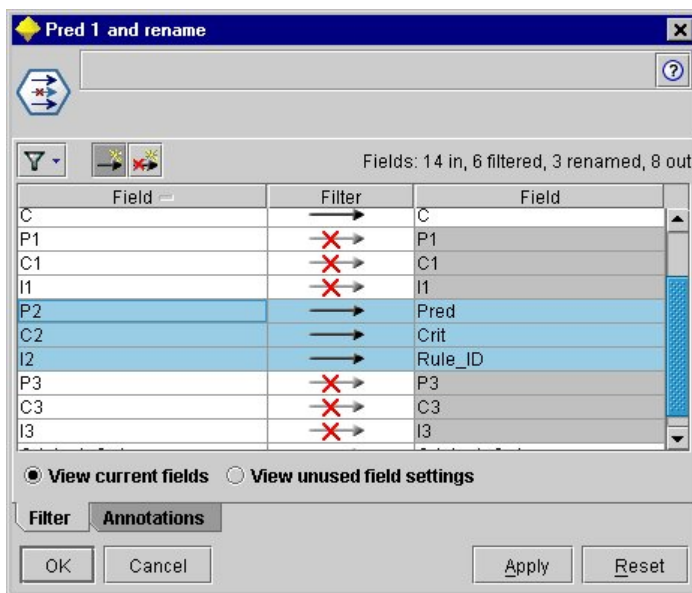 Pred 1 and rename
Fields: 14 in, 6 filtered, 3 renamed, 8 out
Field Filter Field
C C
P1 P1
C1 C1
I1 I1
P2 Pred
C2 Crit
I2 Rule_ID
P3 P3
C3 C3
I3 I3
View current fields View unused field settings
Filter Annotations
OK Cancel Apply Reset